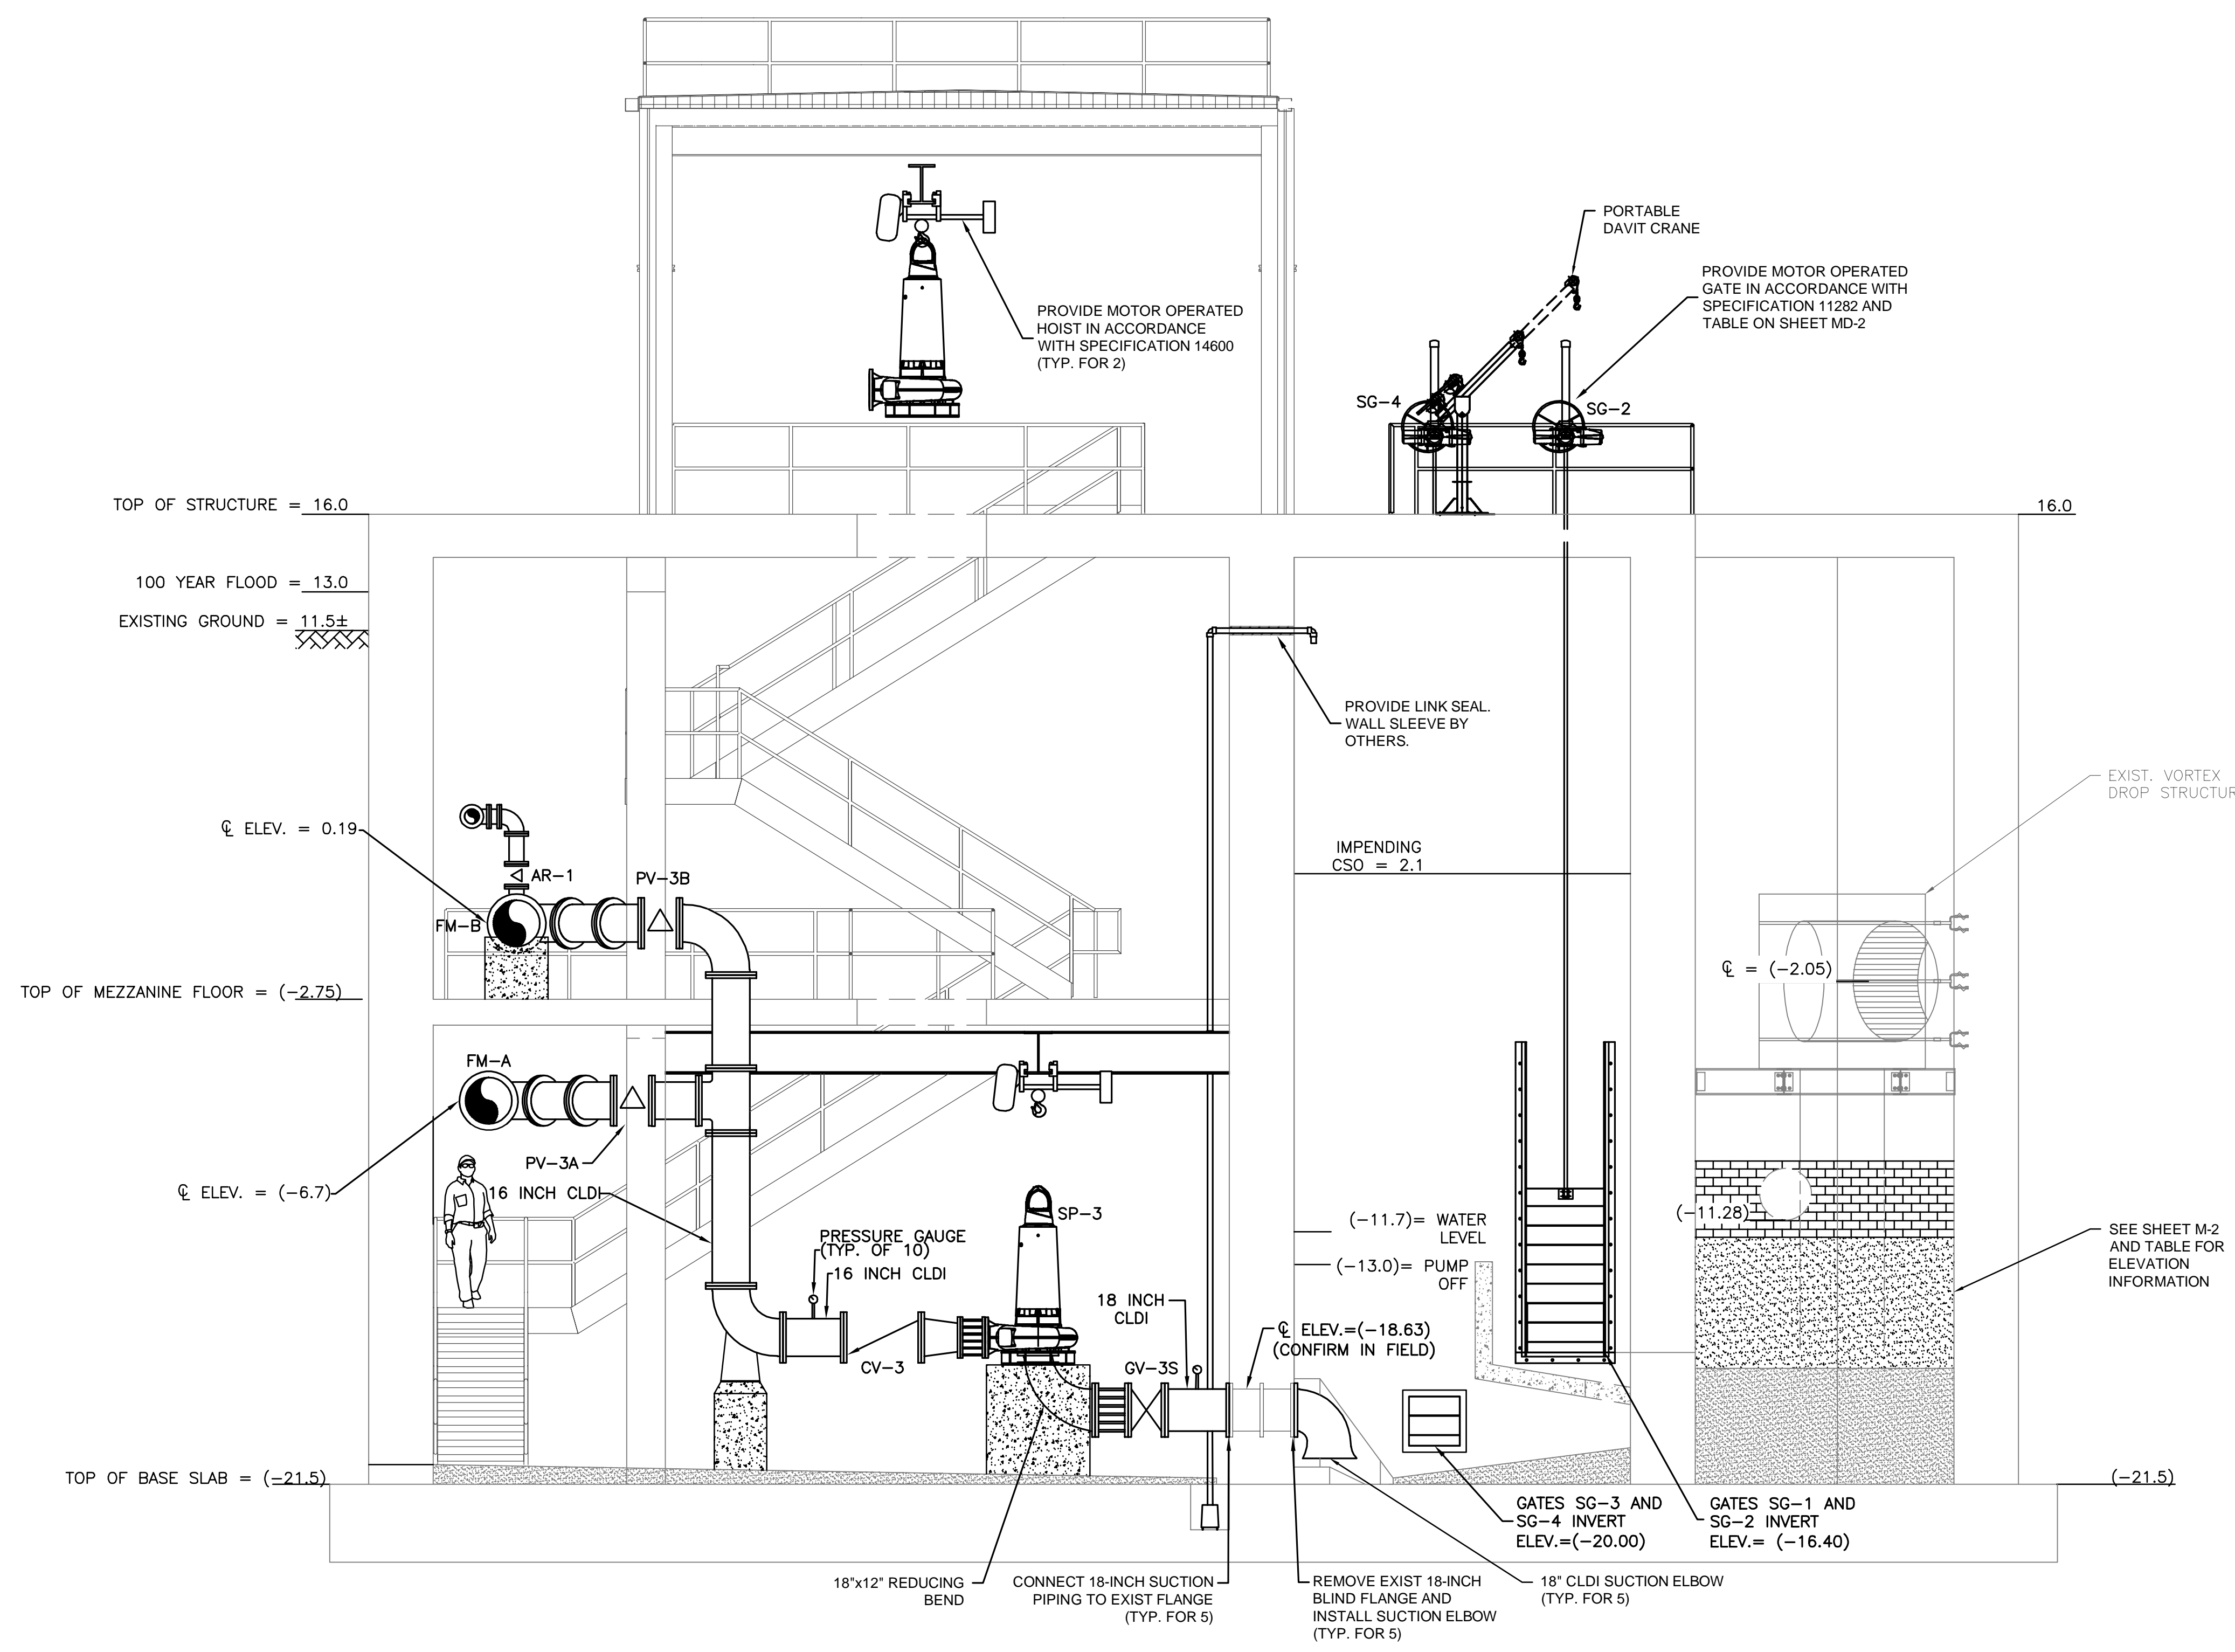 PORTABLE
DAVIT CRANE
PROVIDE MOTOR OPERATED
GATE IN ACCORDANCE WITH
SPECIFICATION 11282 AND
TABLE ON SHEET MD-2
PROVIDE MOTOR OPERATED
HOIST IN ACCORDANCE
WITH SPECIFICATION 14600
(TYP. FOR 2)
SG-4
SG-2
TOP OF STRUCTURE = 16.0
16.0
100 YEAR FLOOD = 13.0
EXISTING GROUND = 11.5±
PROVIDE LINK SEAL.
WALL SLEEVE BY
OTHERS.
EXIST. VORTEX
DROP STRUCTUR
℄ ELEV. = 0.19
IMPENDING
CSO = 2.1
AR-1
PV-3B
FM-B
℄ = (-2.05)
TOP OF MEZZANINE FLOOR = (-2.75)
FM-A
PV-3A
℄ ELEV. = (-6.7)
16 INCH CLDI
SP-3
(-11.7)= WATER
LEVEL
(-11.28)
PRESSURE GAUGE
(TYP. OF 10)
16 INCH CLDI
(-13.0)= PUMP
OFF
SEE SHEET M-2
AND TABLE FOR
ELEVATION
INFORMATION
18 INCH
CLDI
℄ ELEV.=(-18.63)
(CONFIRM IN FIELD)
CV-3
GV-3S
TOP OF BASE SLAB = (-21.5)
(-21.5)
GATES SG-3 AND
SG-4 INVERT
ELEV.=(-20.00)
GATES SG-1 AND
SG-2 INVERT
ELEV.= (-16.40)
18"x12" REDUCING
BEND
CONNECT 18-INCH SUCTION
PIPING TO EXIST FLANGE
(TYP. FOR 5)
REMOVE EXIST 18-INCH
BLIND FLANGE AND
INSTALL SUCTION ELBOW
(TYP. FOR 5)
18" CLDI SUCTION ELBOW
(TYP. FOR 5)